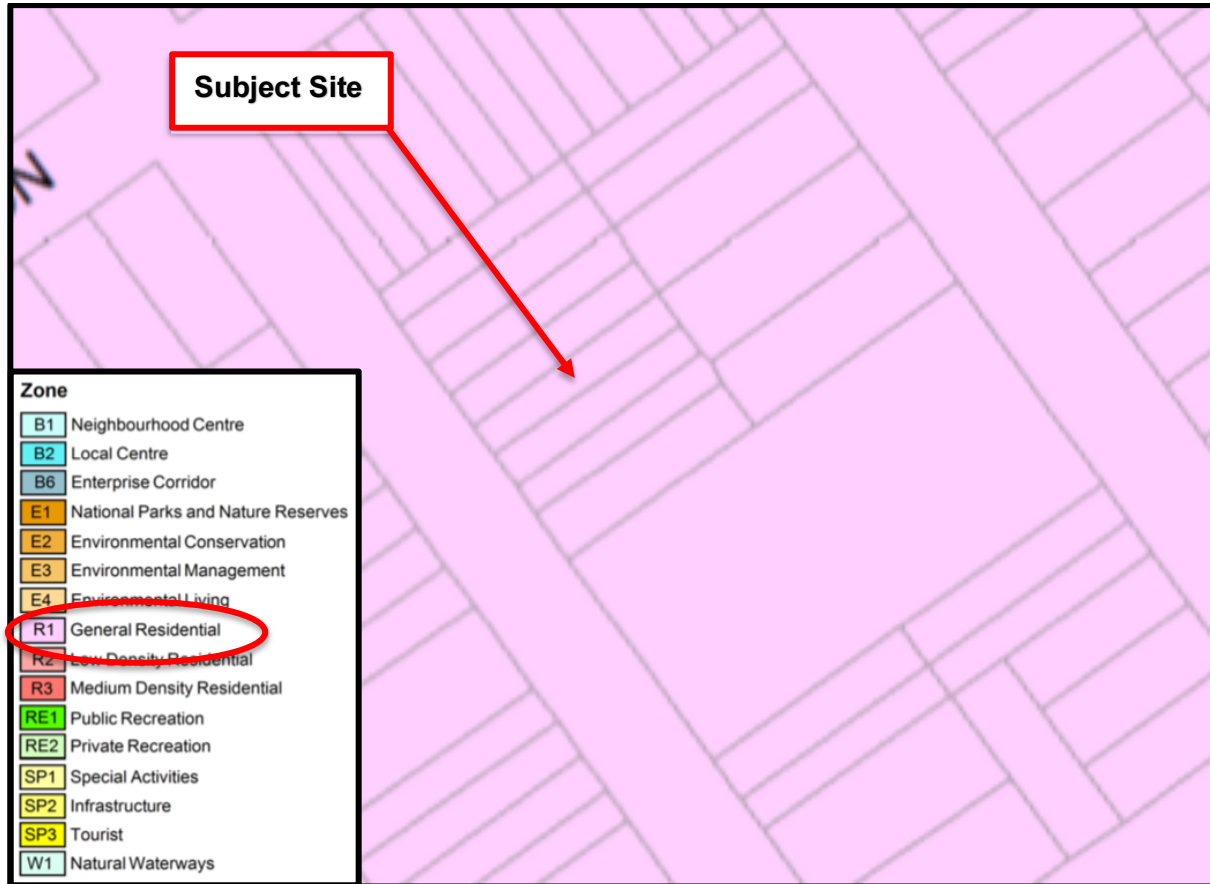 Subject Site
Zone
B1 Neighbourhood Centre
B2 Local Centre
B6 Enterprise Corridor
E1 National Parks and Nature Reserves
E2 Environmental Conservation
E3 Environmental Management
E4 Environmental Living
R1 General Residential
R2 Low Density Residential
R3 Medium Density Residential
RE1 Public Recreation
RE2 Private Recreation
SP1 Special Activities
SP2 Infrastructure
SP3 Tourist
W1 Natural Waterways